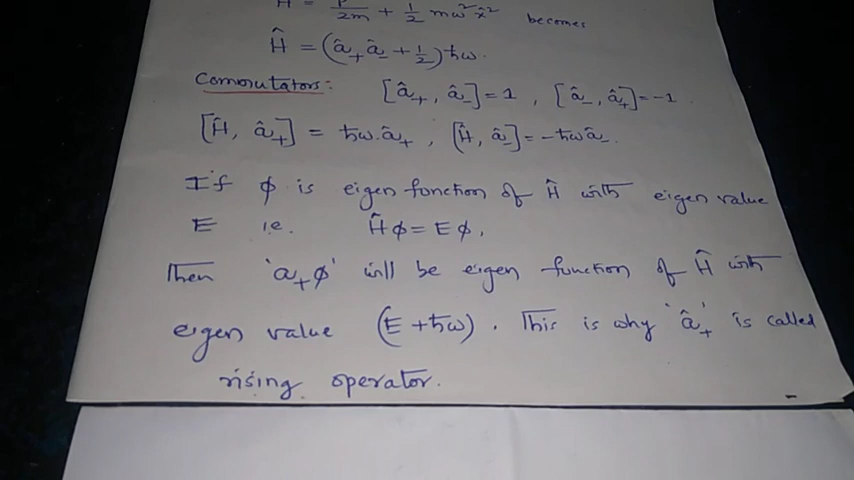 Ĥ = p̂²/2m + 1/2 mω²x̂² becomes
Ĥ = (â₊â₋ + 1/2)ħω.
Commutators: [â₊, â₋] = 1 , [â₋, â₊] = -1 .
[Ĥ, â₊] = ħω.â₊ , [Ĥ, â₋] = -ħωâ₋.
If φ is eigen function of Ĥ with eigen value
E i.e. Ĥφ = Eφ,
Then 'a₊φ' will be eigen function of Ĥ with
eigen value (E + ħω). This is why 'â₊' is called
rising operator.